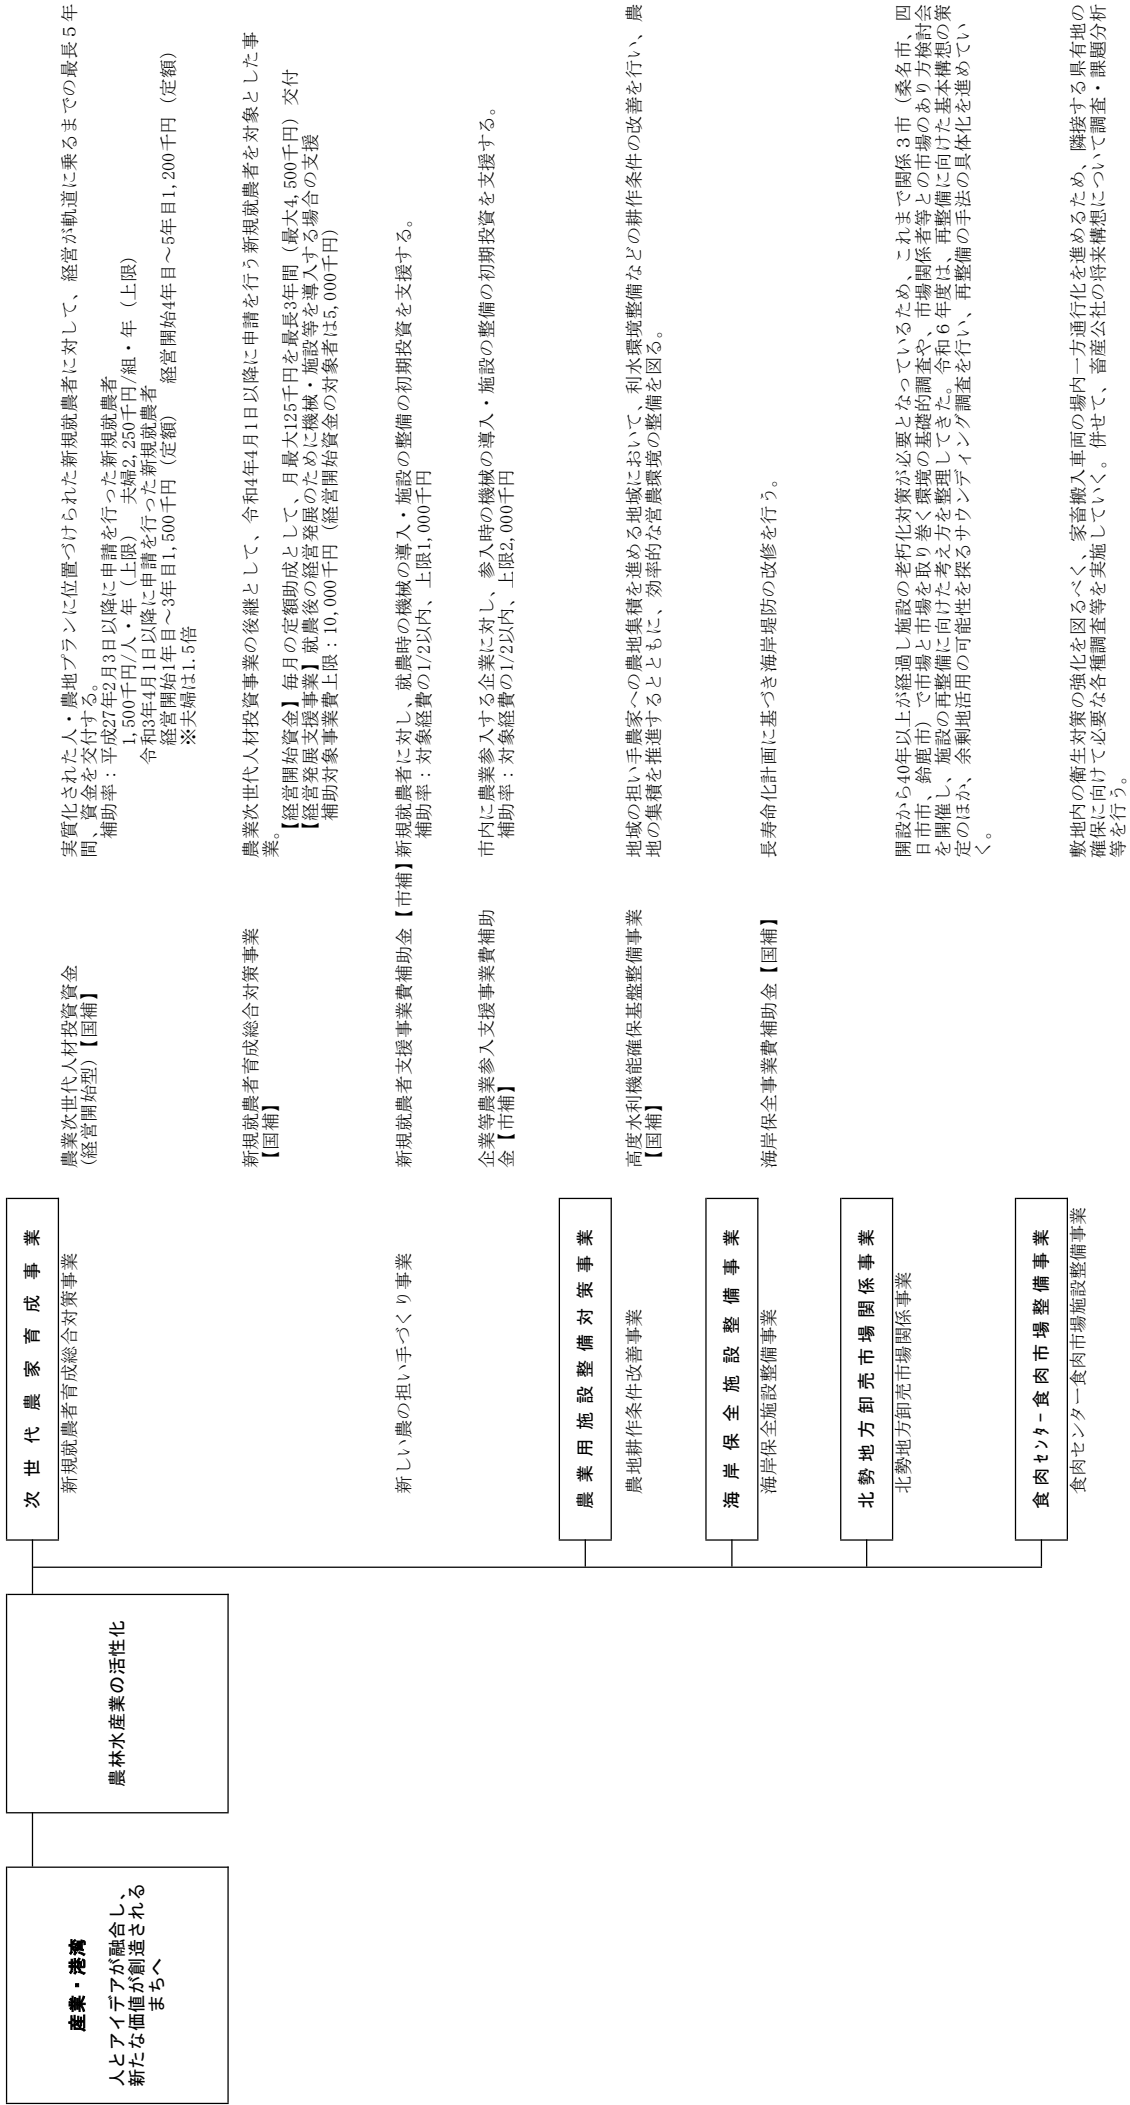 産業・港湾
人とアイデアが融合し、
新たな価値が創造される
まちへ
農林水産業の活性化
次世代農家育成事業
新規就農者育成総合対策事業
農業次世代人材投資資金
(経営開始型)【国補】
実質化された人・農地プランに位置づけられた新規就農者に対して、経営が軌道に乗るまでの最長５年
間、資金を交付する。
補助率：平成27年2月3日以降に申請を行った新規就農者
1,500千円/人・年（上限）　夫婦2,250千円/組・年（上限）
令和3年4月1日以降に申請を行った新規就農者
経営開始1年目～3年目1,500千円（定額）　経営開始4年目～5年目1,200千円（定額）
※夫婦は1.5倍
新規就農者育成総合対策事業
【国補】
農業次世代人材投資事業の後継として、令和4年4月1日以降に申請を行う新規就農者を対象とした事
業。
【経営開始資金】毎月の定額助成として、月最大125千円を最長3年間（最大4,500千円）交付
【経営発展支援事業】就農後の経営発展のために機械・施設等を導入する場合の支援
補助対象事業費上限：10,000千円（経営開始資金の対象者は5,000千円）
新しい農の担い手づくり事業
新規就農者支援事業費補助金【市補】
新規就農者に対し、就農時の機械の導入・施設の整備の初期投資を支援する。
補助率：対象経費の1/2以内、上限1,000千円
企業等農業参入支援事業費補助
金【市補】
市内に農業参入する企業に対し、参入時の機械の導入・施設の整備の初期投資を支援する。
補助率：対象経費の1/2以内、上限2,000千円
農業用施設整備対策事業
農地耕作条件改善事業
高度水利機能確保基盤整備事業
【国補】
地域の担い手農家への農地集積を進める地域において、利水環境整備などの耕作条件の改善を行い、農
地の集積を推進するとともに、効率的な営農環境の整備を図る。
海岸保全施設整備事業
海岸保全施設整備事業
海岸保全事業費補助金【国補】
長寿命化計画に基づき海岸堤防の改修を行う。
北勢地方卸売市場関係事業
北勢地方卸売市場関係事業
開設から40年以上が経過し施設の老朽化対策が必要となっているため、これまで関係３市（桑名市、四
日市市、鈴鹿市）で市場と市場を取り巻く環境の基礎的調査や、市場関係者等との市場のあり方検討会
を開催し、施設の再整備に向けた考え方を整理してきた。令和６年度は、再整備に向けた基本構想の策
定のほか、余剰地活用の可能性を探るサウンディング調査を行い、再整備の手法の具体化を進めてい
く。
食肉センター食肉市場整備事業
食肉センター食肉市場施設整備事業
敷地内の衛生対策の強化を図るべく、家畜搬入車両の場内一方通行化を進めるため、隣接する県有地の
確保に向けて必要な各種調査等を実施していく。併せて、畜産公社の将来構想について調査・課題分析
等を行う。